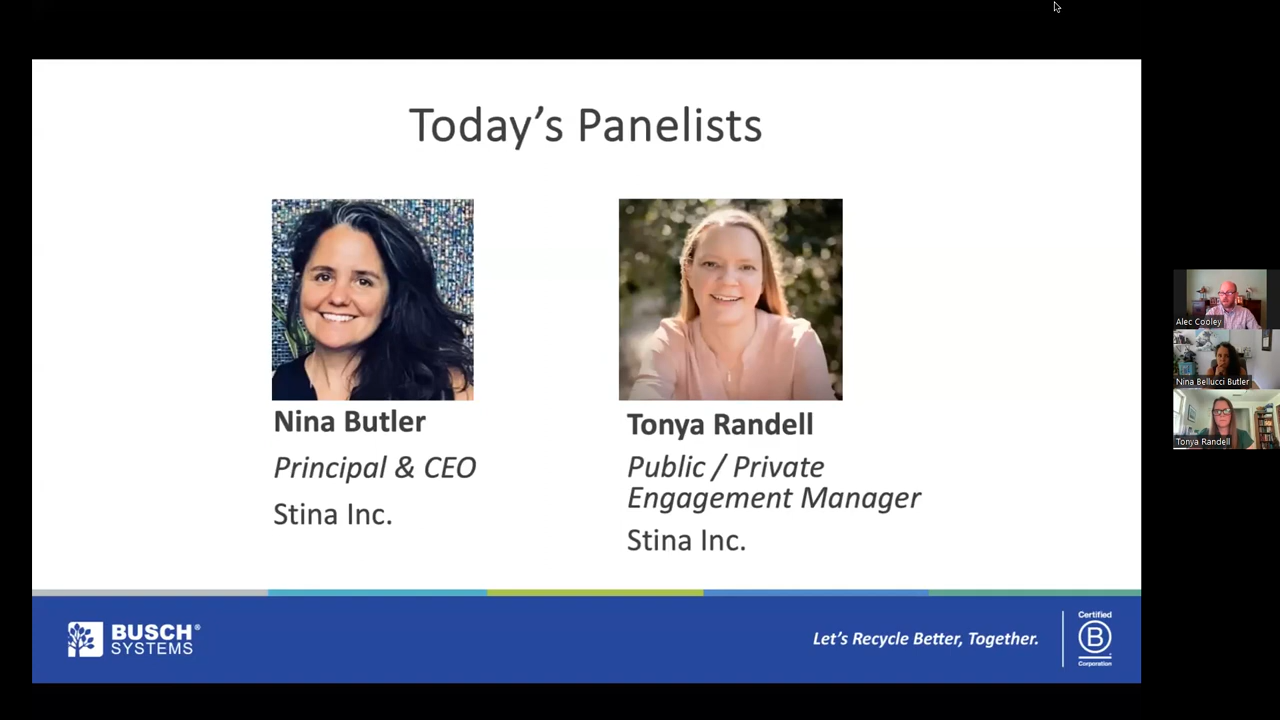 Today's Panelists
Nina Butler
Principal & CEO
Stina Inc.
Tonya Randell
Public / Private
Engagement Manager
Stina Inc.
BUSCH®
SYSTEMS
Let's Recycle Better, Together.
Certified
B
Corporation
Alec Cooley
Nina Bellucci Butler
Tonya Randell